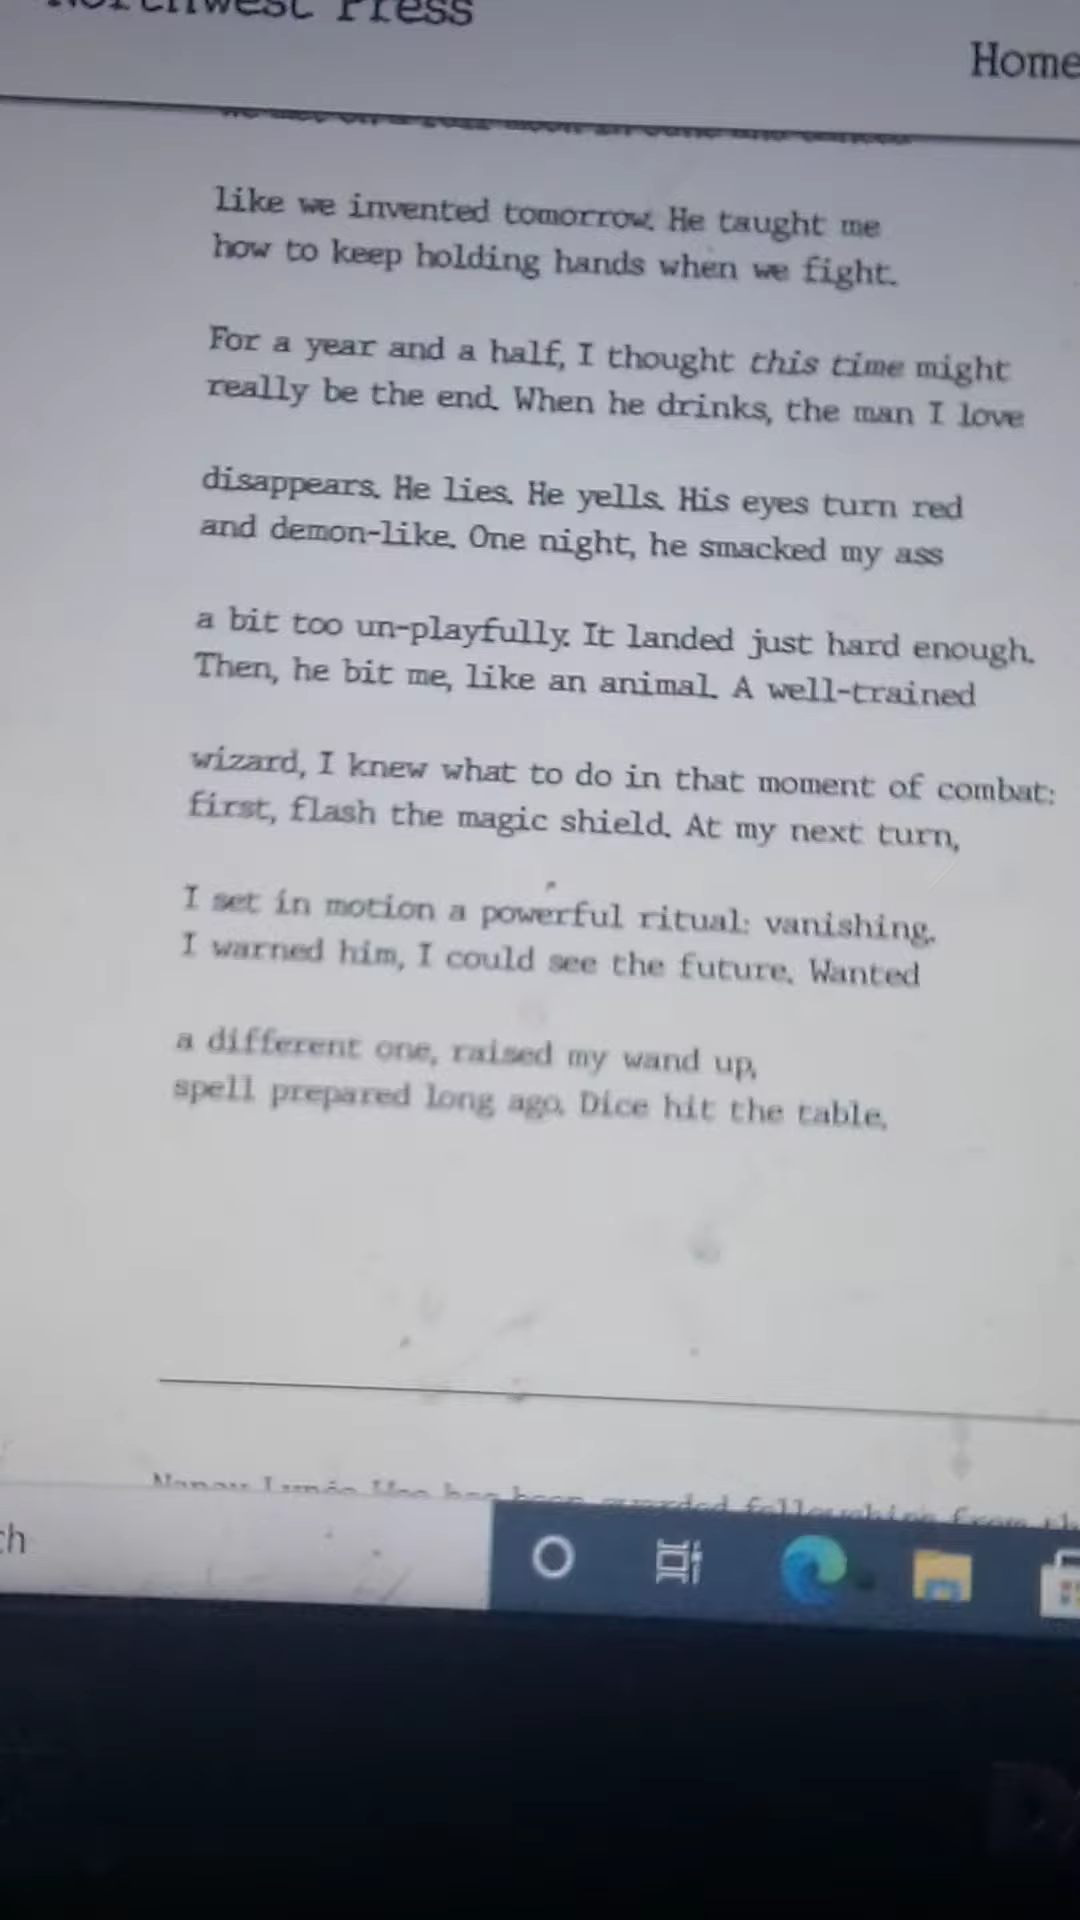 Northwest Press
Home
like we invented tomorrow. He taught me
how to keep holding hands when we fight.
For a year and a half, I thought this time might
really be the end. When he drinks, the man I love
disappears. He lies. He yells. His eyes turn red
and demon-like. One night, he smacked my ass
a bit too un-playfully. It landed just hard enough.
Then, he bit me, like an animal. A well-trained
wizard, I knew what to do in that moment of combat:
first, flash the magic shield. At my next turn,
I set in motion a powerful ritual: vanishing.
I warned him, I could see the future. Wanted
a different one, raised my wand up,
spell prepared long ago. Dice hit the table.
has been awarded fellowships from
ch